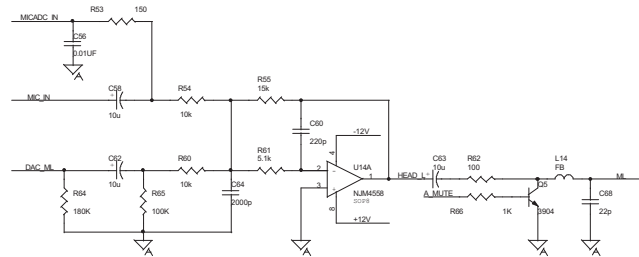 MICADC_IN
R53
150
C56
0.01UF
A
MIC_IN
C58
10u
R54
10k
R55
15k
C60
220p
-12V
DAC_ML
C62
10u
R60
10k
R61
5.1k
C64
2000p
R64
180K
R65
100K
A
4
2
3
8
1
U14A
NJM4558
SOP8
+12V
A
HEAD_L
C63
10u
R62
100
A_MUTE
R66
1K
Q5
3904
A
L14
FB
C68
22p
A
ML